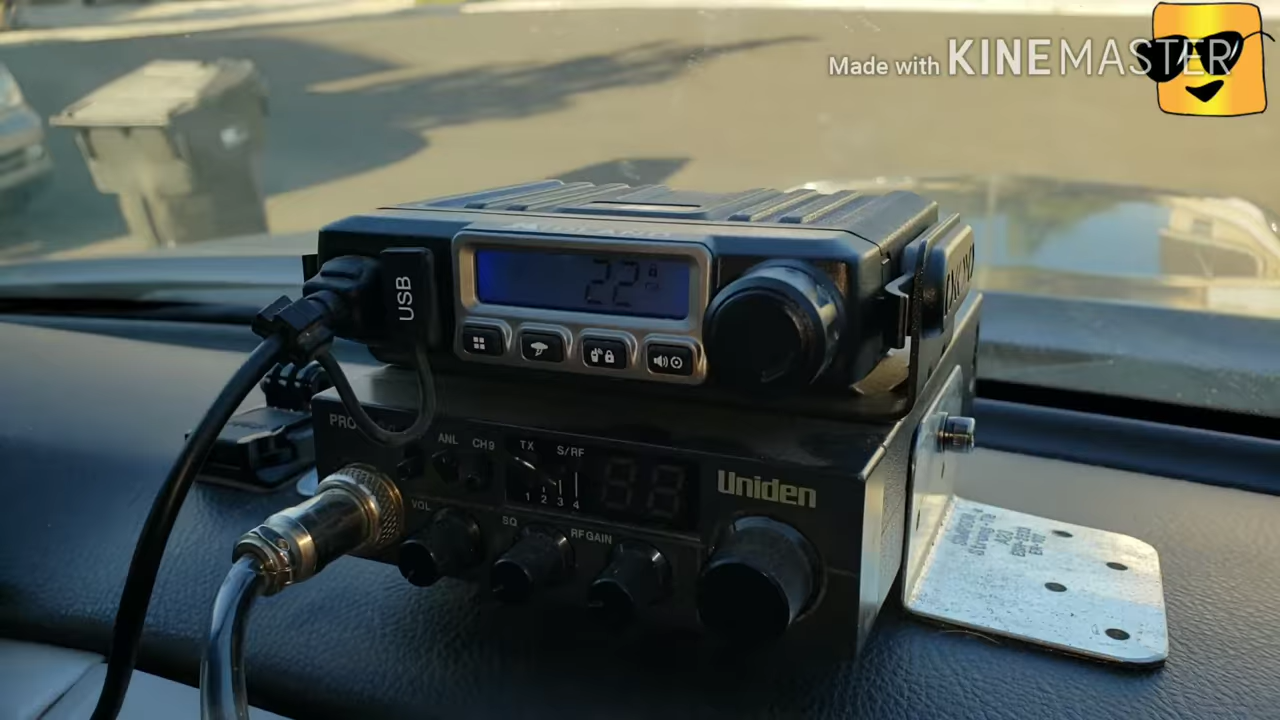 Made with KINEMASTER
MIDLAND
22
USB
PRO
ANL
CH9
TX
S/RF
1 2 3 4
Uniden
VOL
SQ
RF GAIN